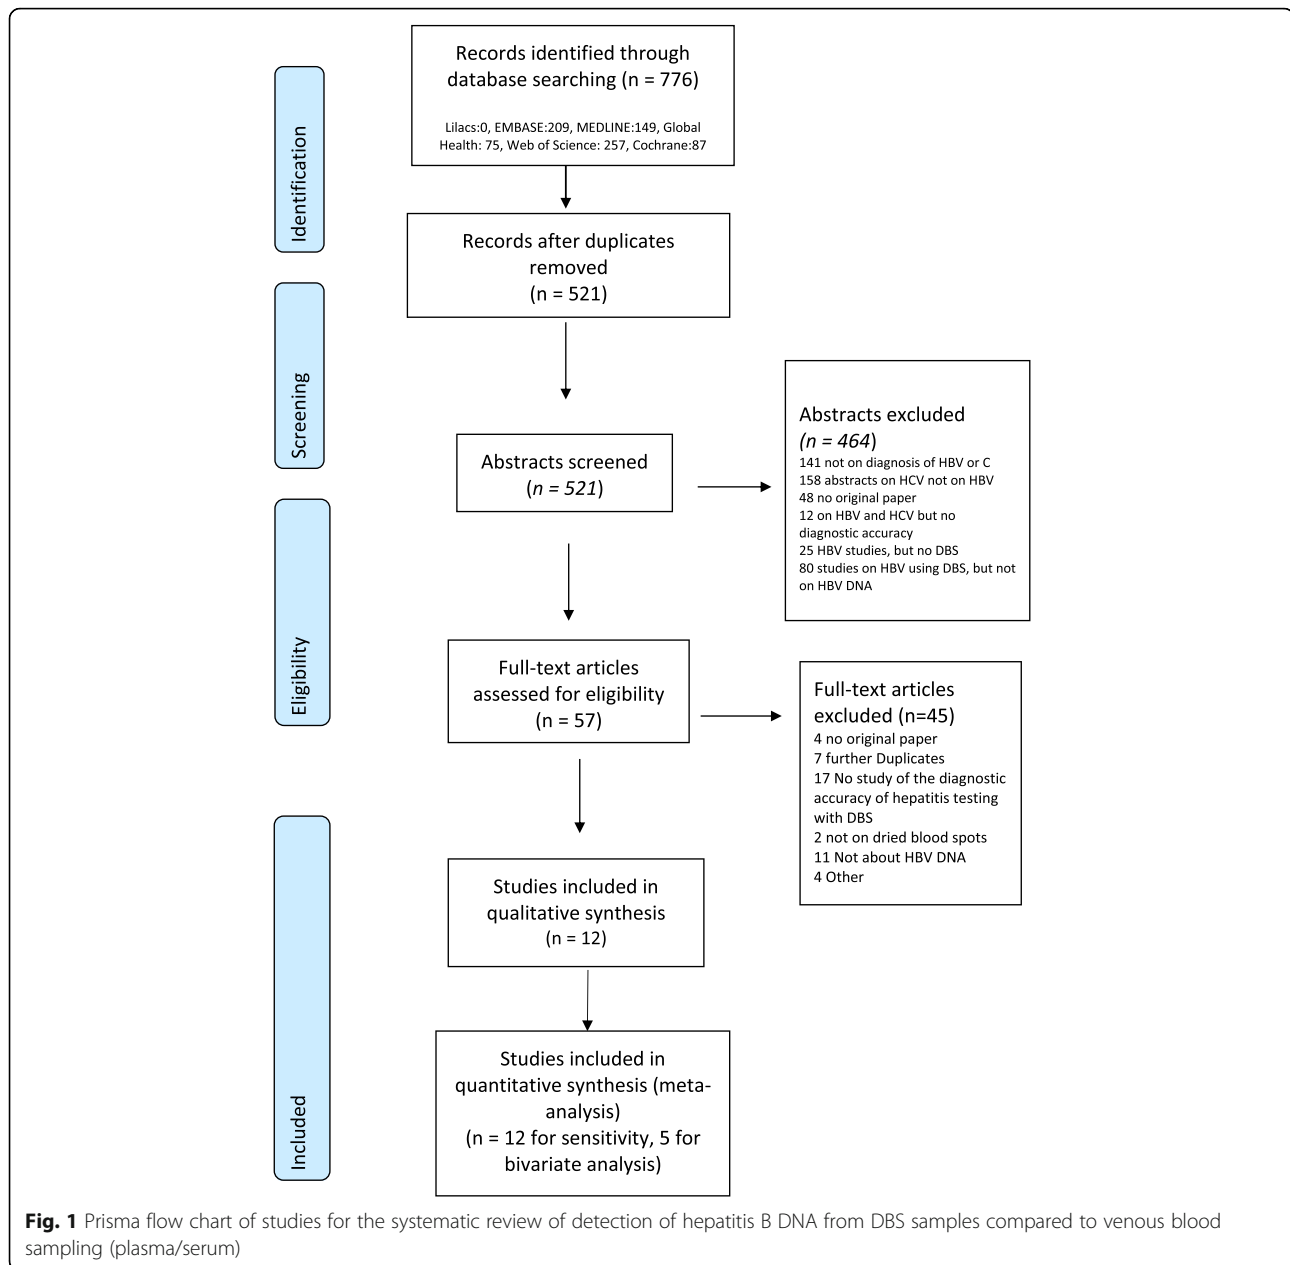 Records identified through
database searching (n = 776)
Lilacs:0, EMBASE:209, MEDLINE:149, Global
Health: 75, Web of Science: 257, Cochrane:87
Identification
Records after duplicates
removed
(n = 521)
Screening
Abstracts screened
(n = 521)
Abstracts excluded
(n = 464)
141 not on diagnosis of HBV or C
158 abstracts on HCV not on HBV
48 no original paper
12 on HBV and HCV but no
diagnostic accuracy
25 HBV studies, but no DBS
80 studies on HBV using DBS, but not
on HBV DNA
Eligibility
Full-text articles
assessed for eligibility
(n = 57)
Full-text articles
excluded (n=45)
4 no original paper
7 further Duplicates
17 No study of the diagnostic
accuracy of hepatitis testing
with DBS
2 not on dried blood spots
11 Not about HBV DNA
4 Other
Included
Studies included in
qualitative synthesis
(n = 12)
Studies included in
quantitative synthesis (meta-
analysis)
(n = 12 for sensitivity, 5 for
bivariate analysis)
Fig. 1 Prisma flow chart of studies for the systematic review of detection of hepatitis B DNA from DBS samples compared to venous blood
sampling (plasma/serum)